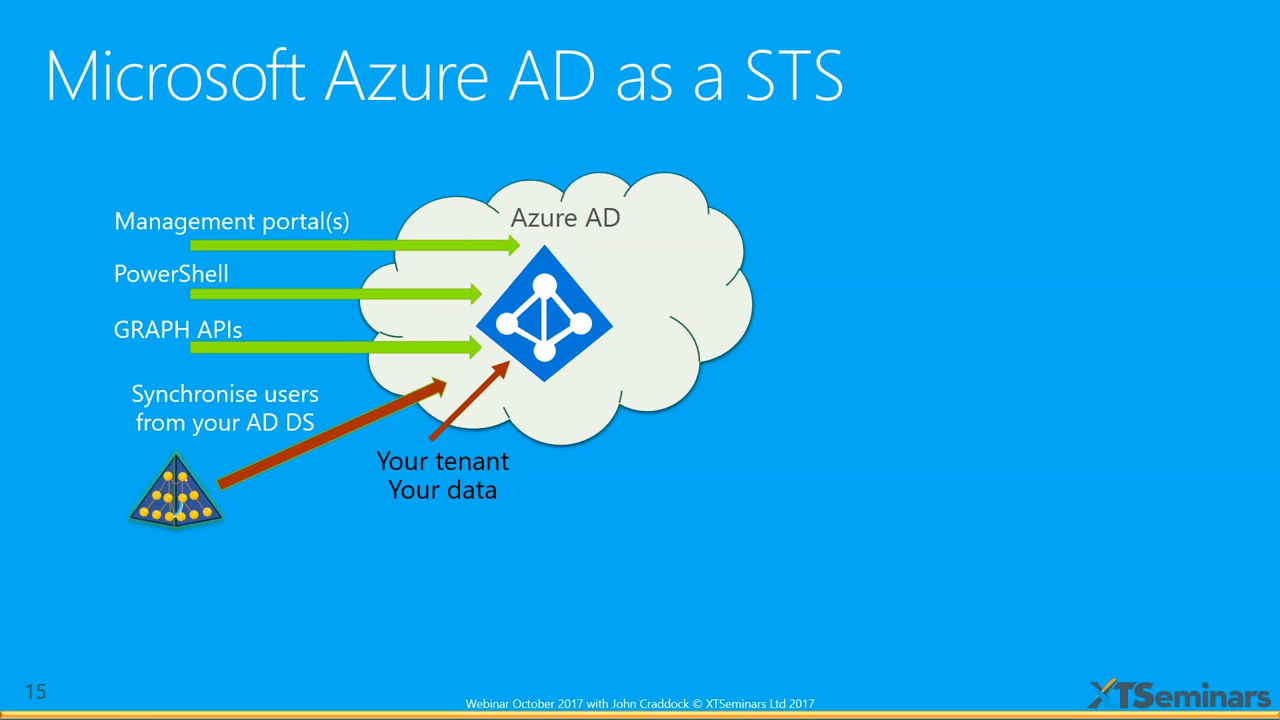 Microsoft Azure AD as a STS
Azure AD
Management portal(s)
PowerShell
GRAPH APIs
Synchronise users
from your AD DS
Your tenant
Your data
15
Webinar October 2017 with John Craddock © XTSeminars Ltd 2017
XTSeminars